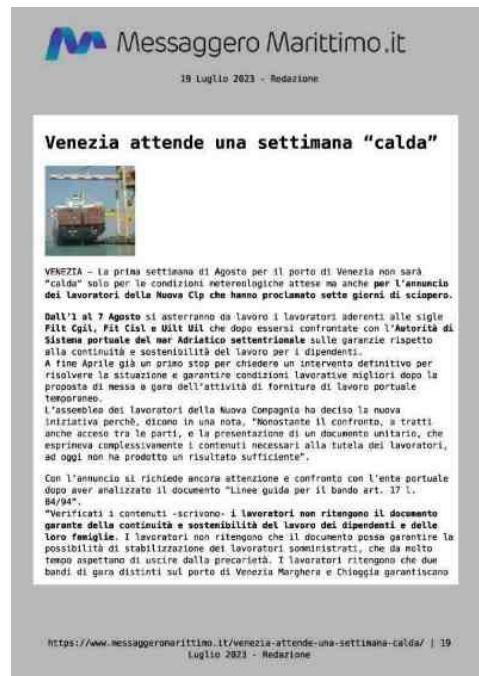 Messaggero Marittimo.it
19 Luglio 2023 - Redazione
Venezia attende una settimana “calda”
VENEZIA – La prima settimana di Agosto per il porto di Venezia non sarà
“calda” solo per le condizioni metereologiche attese ma anche per l'annuncio
dei lavoratori della Nuova Clp che hanno proclamato sette giorni di sciopero.
Dall'1 al 7 Agosto si asterranno da lavoro i lavoratori aderenti alle sigle
Filt Cgil, Fit Cisl e Uilt Uil che dopo essersi confrontate con l'Autorità di
Sistema portuale del mar Adriatico settentrionale sulle garanzie rispetto
alla continuità e sostenibilità del lavoro per i dipendenti.
A fine Aprile già un primo stop per chiedere un intervento definitivo per
risolvere la situazione e garantire condizioni lavorative migliori dopo la
proposta di messa a gara dell'attività di fornitura di lavoro portuale
temporaneo.
L'assemblea dei lavoratori della Nuova Compagnia ha deciso la nuova
iniziativa perchè, dicono in una nota, “Nonostante il confronto, a tratti
anche acceso tra le parti, e la presentazione di un documento unitario, che
esprimeva complessivamente i contenuti necessari alla tutela dei lavoratori,
ad oggi non ha prodotto un risultato sufficiente”.
Con l'annuncio si richiede ancora attenzione e confronto con l'ente portuale
dopo aver analizzato il documento “Linee guida per il bando art. 17 l.
84/94”.
“Verificati i contenuti -scrivono- i lavoratori non ritengono il documento
garante della continuità e sostenibilità del lavoro dei dipendenti e delle
loro famiglie. I lavoratori non ritengono che il documento possa garantire la
possibilità di stabilizzazione dei lavoratori somministrati, che da molto
tempo aspettano di uscire dalla precarietà. I lavoratori ritengono che due
bandi di gara distinti sul porto di Venezia Marghera e Chioggia garantiscano
https://www.messaggeromarittimo.it/venezia-attende-una-settimana-calda/ | 19
Luglio 2023 - Redazione